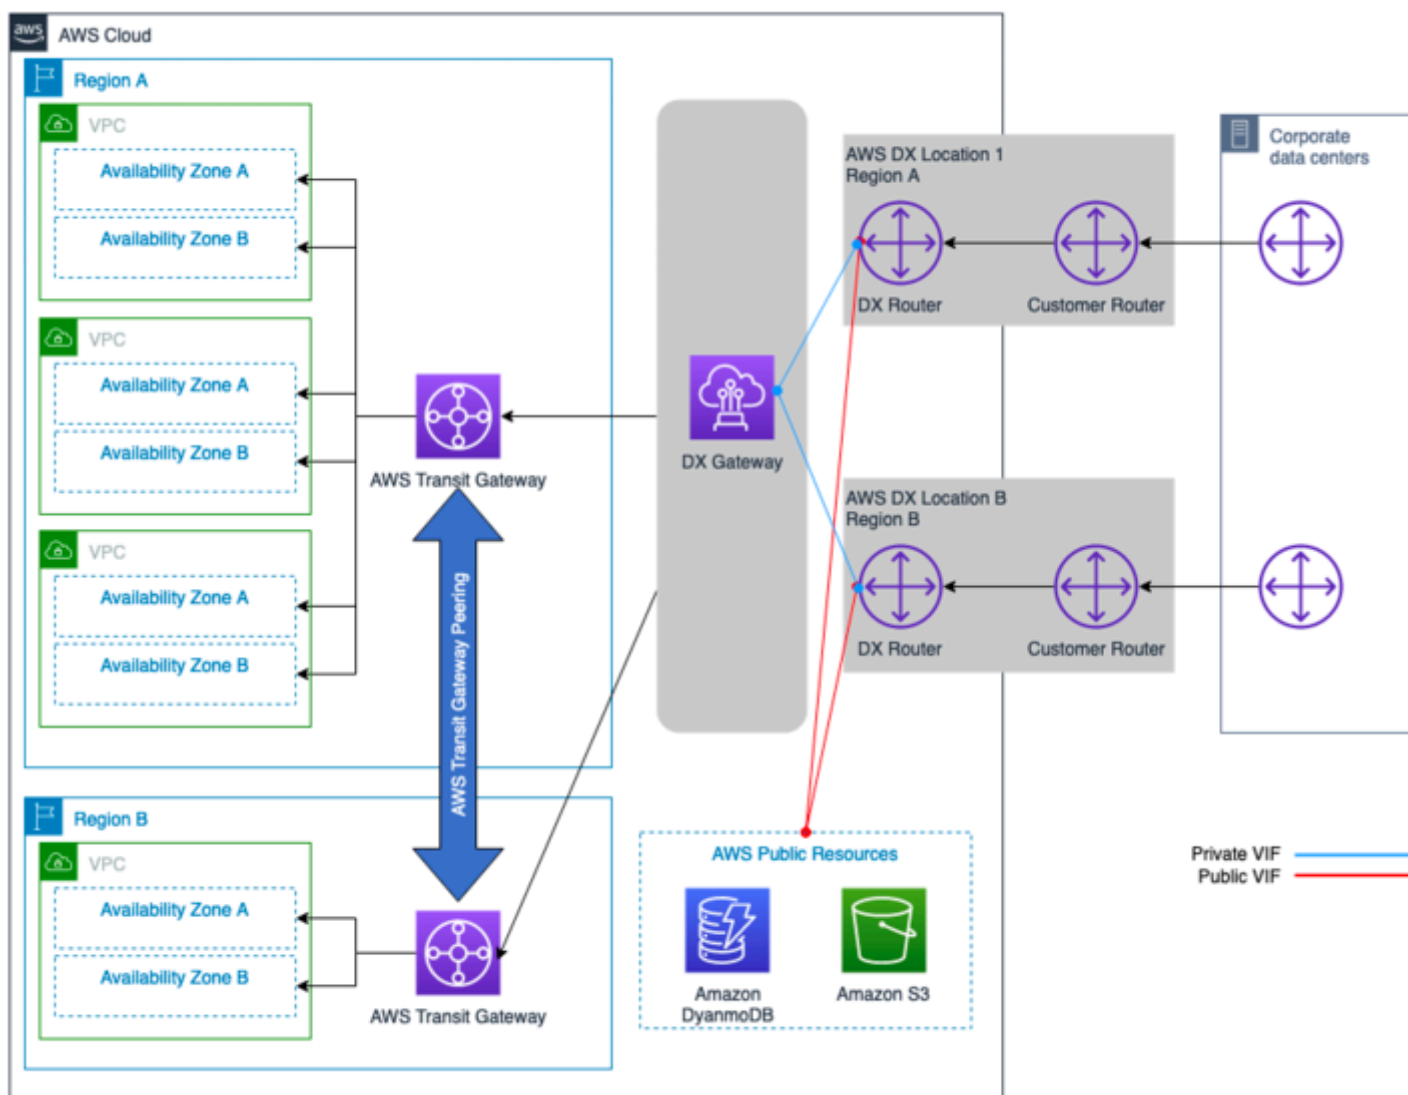 aws
AWS Cloud
Region A
VPC
Availability Zone A
Availability Zone B
VPC
Availability Zone A
Availability Zone B
VPC
Availability Zone A
Availability Zone B
AWS Transit Gateway
AWS Transit Gateway Peering
Region B
VPC
Availability Zone A
Availability Zone B
AWS Transit Gateway
DX Gateway
AWS DX Location 1
Region A
DX Router
Customer Router
AWS DX Location B
Region B
DX Router
Customer Router
Corporate
data centers
AWS Public Resources
Amazon
DyanmoDB
Amazon S3
Private VIF
Public VIF